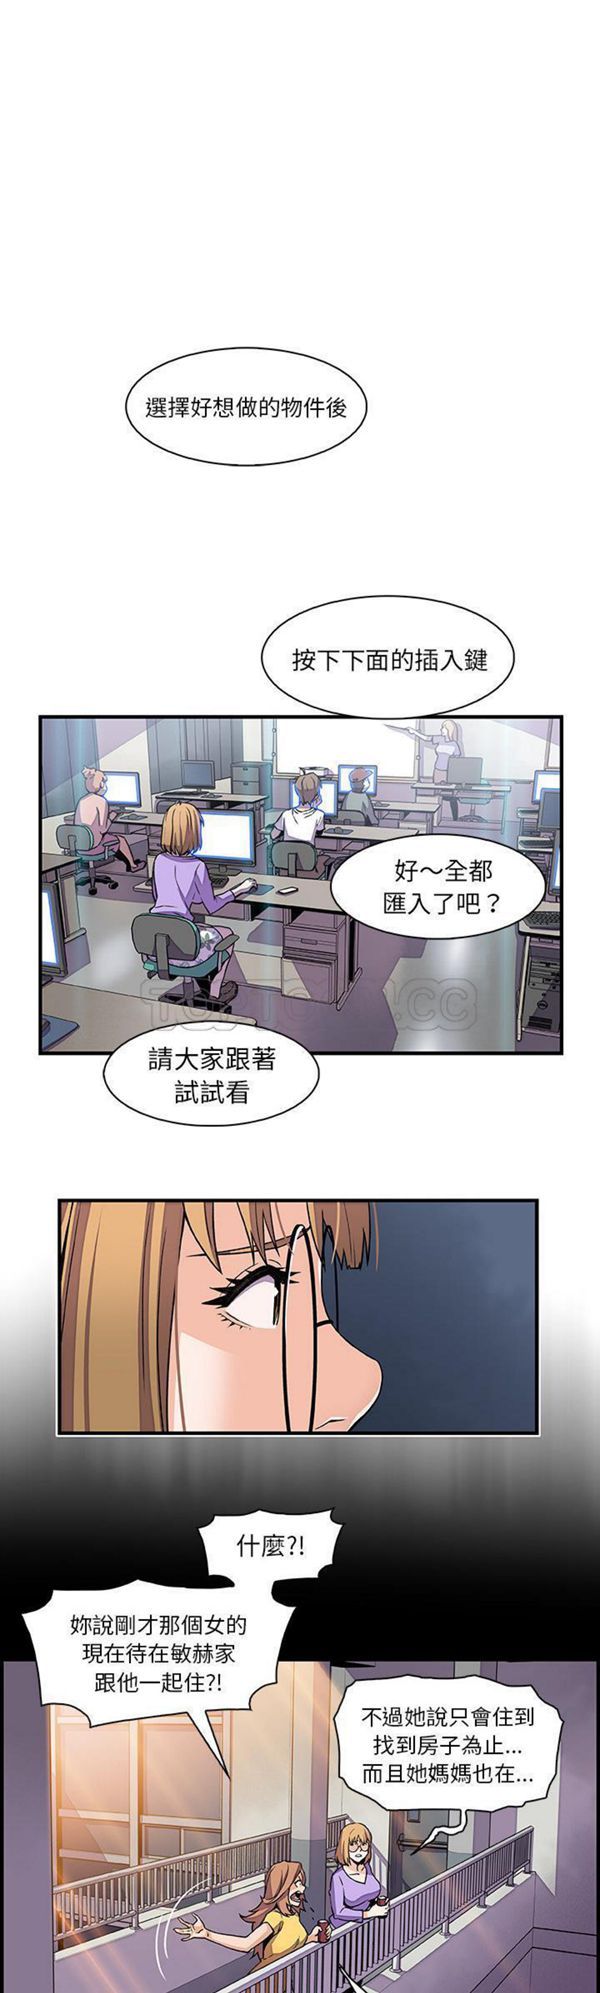 選擇好想做的物件後
按下下面的插入鍵
好～全都
匯入了吧？
請大家跟著
試試看
什麼?!
妳說剛才那個女的
現在待在敏赫家
跟他一起住?!
不過她說只會住到
找到房子為止...
而且她媽媽也在...